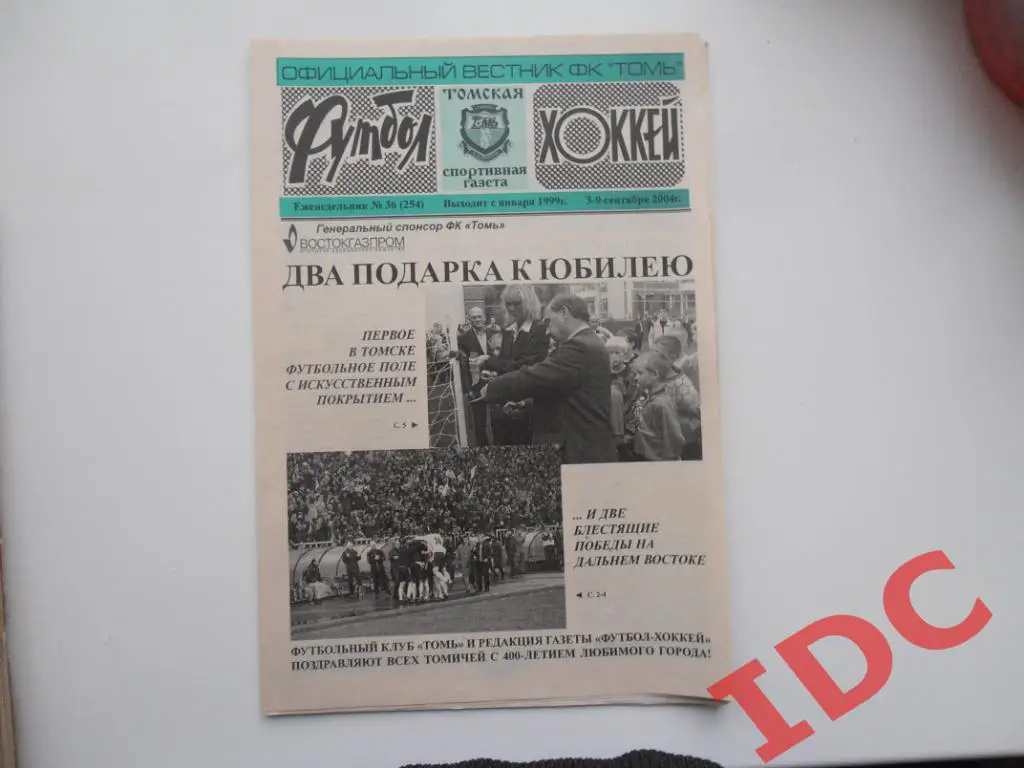 ОФИЦИАЛЬНЫЙ ВЕСТНИК ФК "ТОМЬ"
Футбол
ТОМСКАЯ
ТОМЬ
спортивная
газета
ХОККЕЙ
Еженедельник № 36 (254) Выходит с января 1999г. 3-9 сентябре 2004г.
Генеральный спонсор ФК «Томь»
ВОСТОКГАЗПРОМ
ДВА ПОДАРКА К ЮБИЛЕЮ
ПЕРВОЕ
В ТОМСКЕ
ФУТБОЛЬНОЕ ПОЛЕ
С ИСКУССТВЕННЫМ
ПОКРЫТИЕМ ...
С. 5 ►
... И ДВЕ
БЛЕСТЯЩИЕ
ПОБЕДЫ НА
ДАЛЬНЕМ ВОСТОКЕ
◄ С. 2-4
ФУТБОЛЬНЫЙ КЛУБ «ТОМЬ» И РЕДАКЦИЯ ГАЗЕТЫ «ФУТБОЛ-ХОККЕЙ»
ПОЗДРАВЛЯЮТ ВСЕХ ТОМИЧЕЙ С 400-ЛЕТИЕМ ЛЮБИМОГО ГОРОДА!
IDC